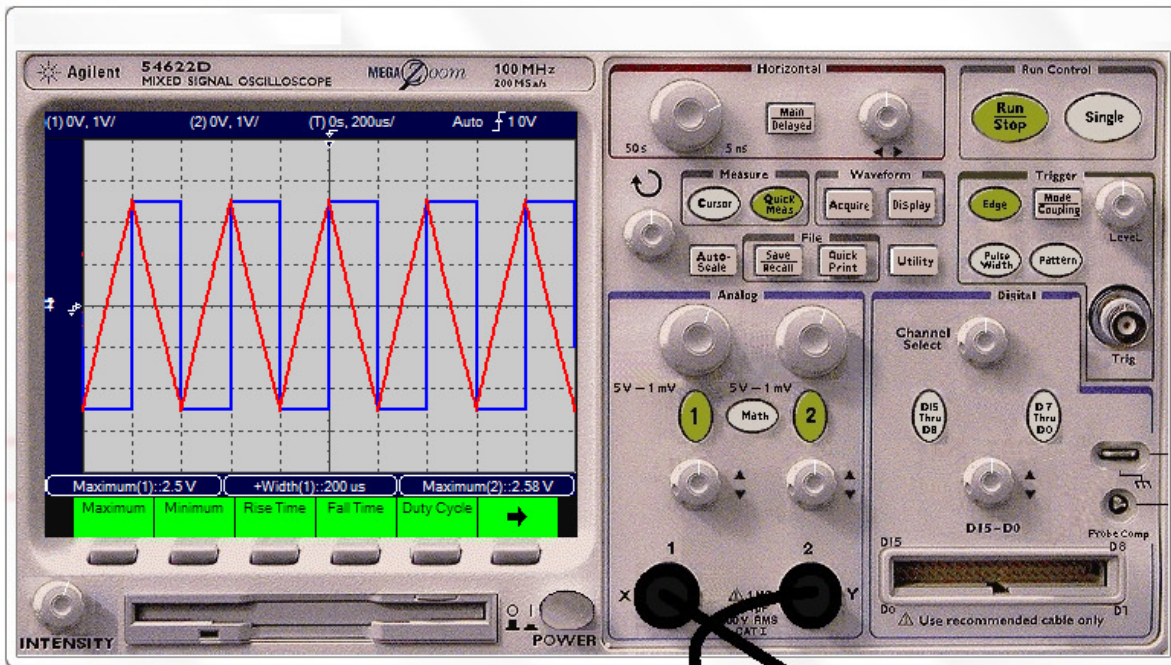 Agilent 54622D MIXED SIGNAL OSCILLOSCOPE MEGA Zoom 100 MHz 200 MSa/s
(1) 0V, 1V/ (2) 0V, 1V/ (T) 0s, 200us/ Auto 1 0V
Maximum(1)::2.5 V +Width(1)::200 us Maximum(2)::2.58 V
Maximum Minimum Rise Time Fall Time Duty Cycle
INTENSITY
O I
POWER
Horizontal
Main
Delayed
50 s 5 ns
Run Control
Run
Stop
Single
Measure
Cursor
Quick
Meas
Waveform
Acquire Display
Trigger
Edge
Mode
Coupling
Level
Pulse
Width
Pattern
Trig
Auto-
Scale
File
Save
Recall
Quick
Print
Utility
Analog
5 V – 1 mV 5 V – 1 mV
1 Math 2
1 2
X Y
CAT I
Digital
Channel
Select
D15
Thru
D8
D7
Thru
D0
D15-D0
Probe Comp
D15 D8
D0 D1
Use recommended cable only